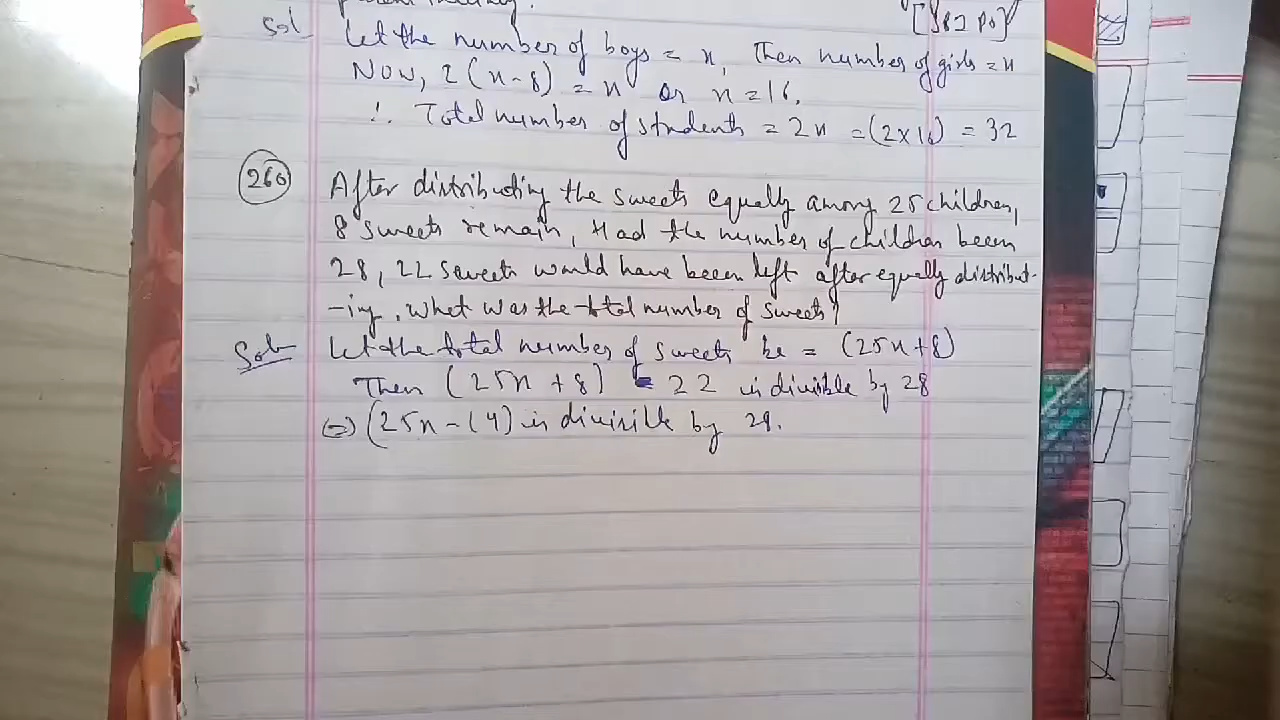 [SBI PO]
Sol Let the number of boys = x, Then number of girls = x
Now, 2(x-8) = x or x = 16.
∴ Total number of students = 2x = (2x16) = 32
260 After distributing the sweets equally among 25 children,
8 sweets remain, Had the number of children been
28, 22 sweets would have been left after equally distribut-
-ing. What was the total number of sweets?
Sol Let the total number of sweets be = (25x+8)
Then (25x + 8) - 22 is divisible by 28
⇒ (25x - 14) is divisible by 28.